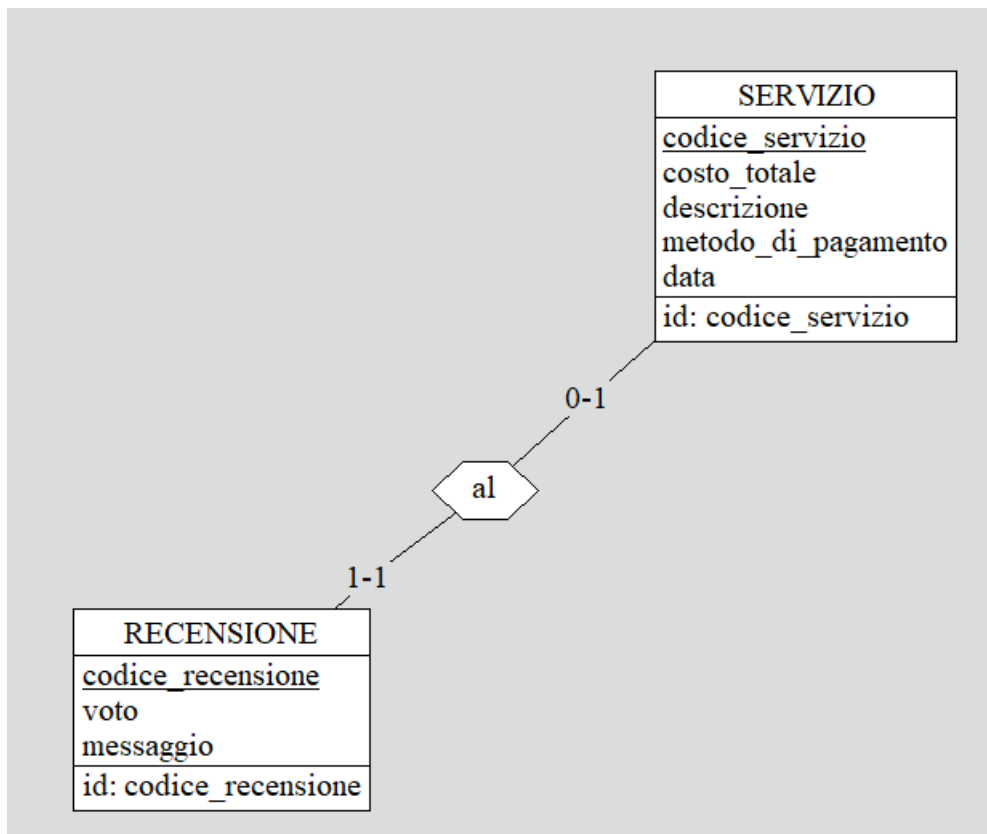 SERVIZIO
codice_servizio
costo_totale
descrizione
metodo_di_pagamento
data
id: codice_servizio
0-1
al
1-1
RECENSIONE
codice_recensione
voto
messaggio
id: codice_recensione